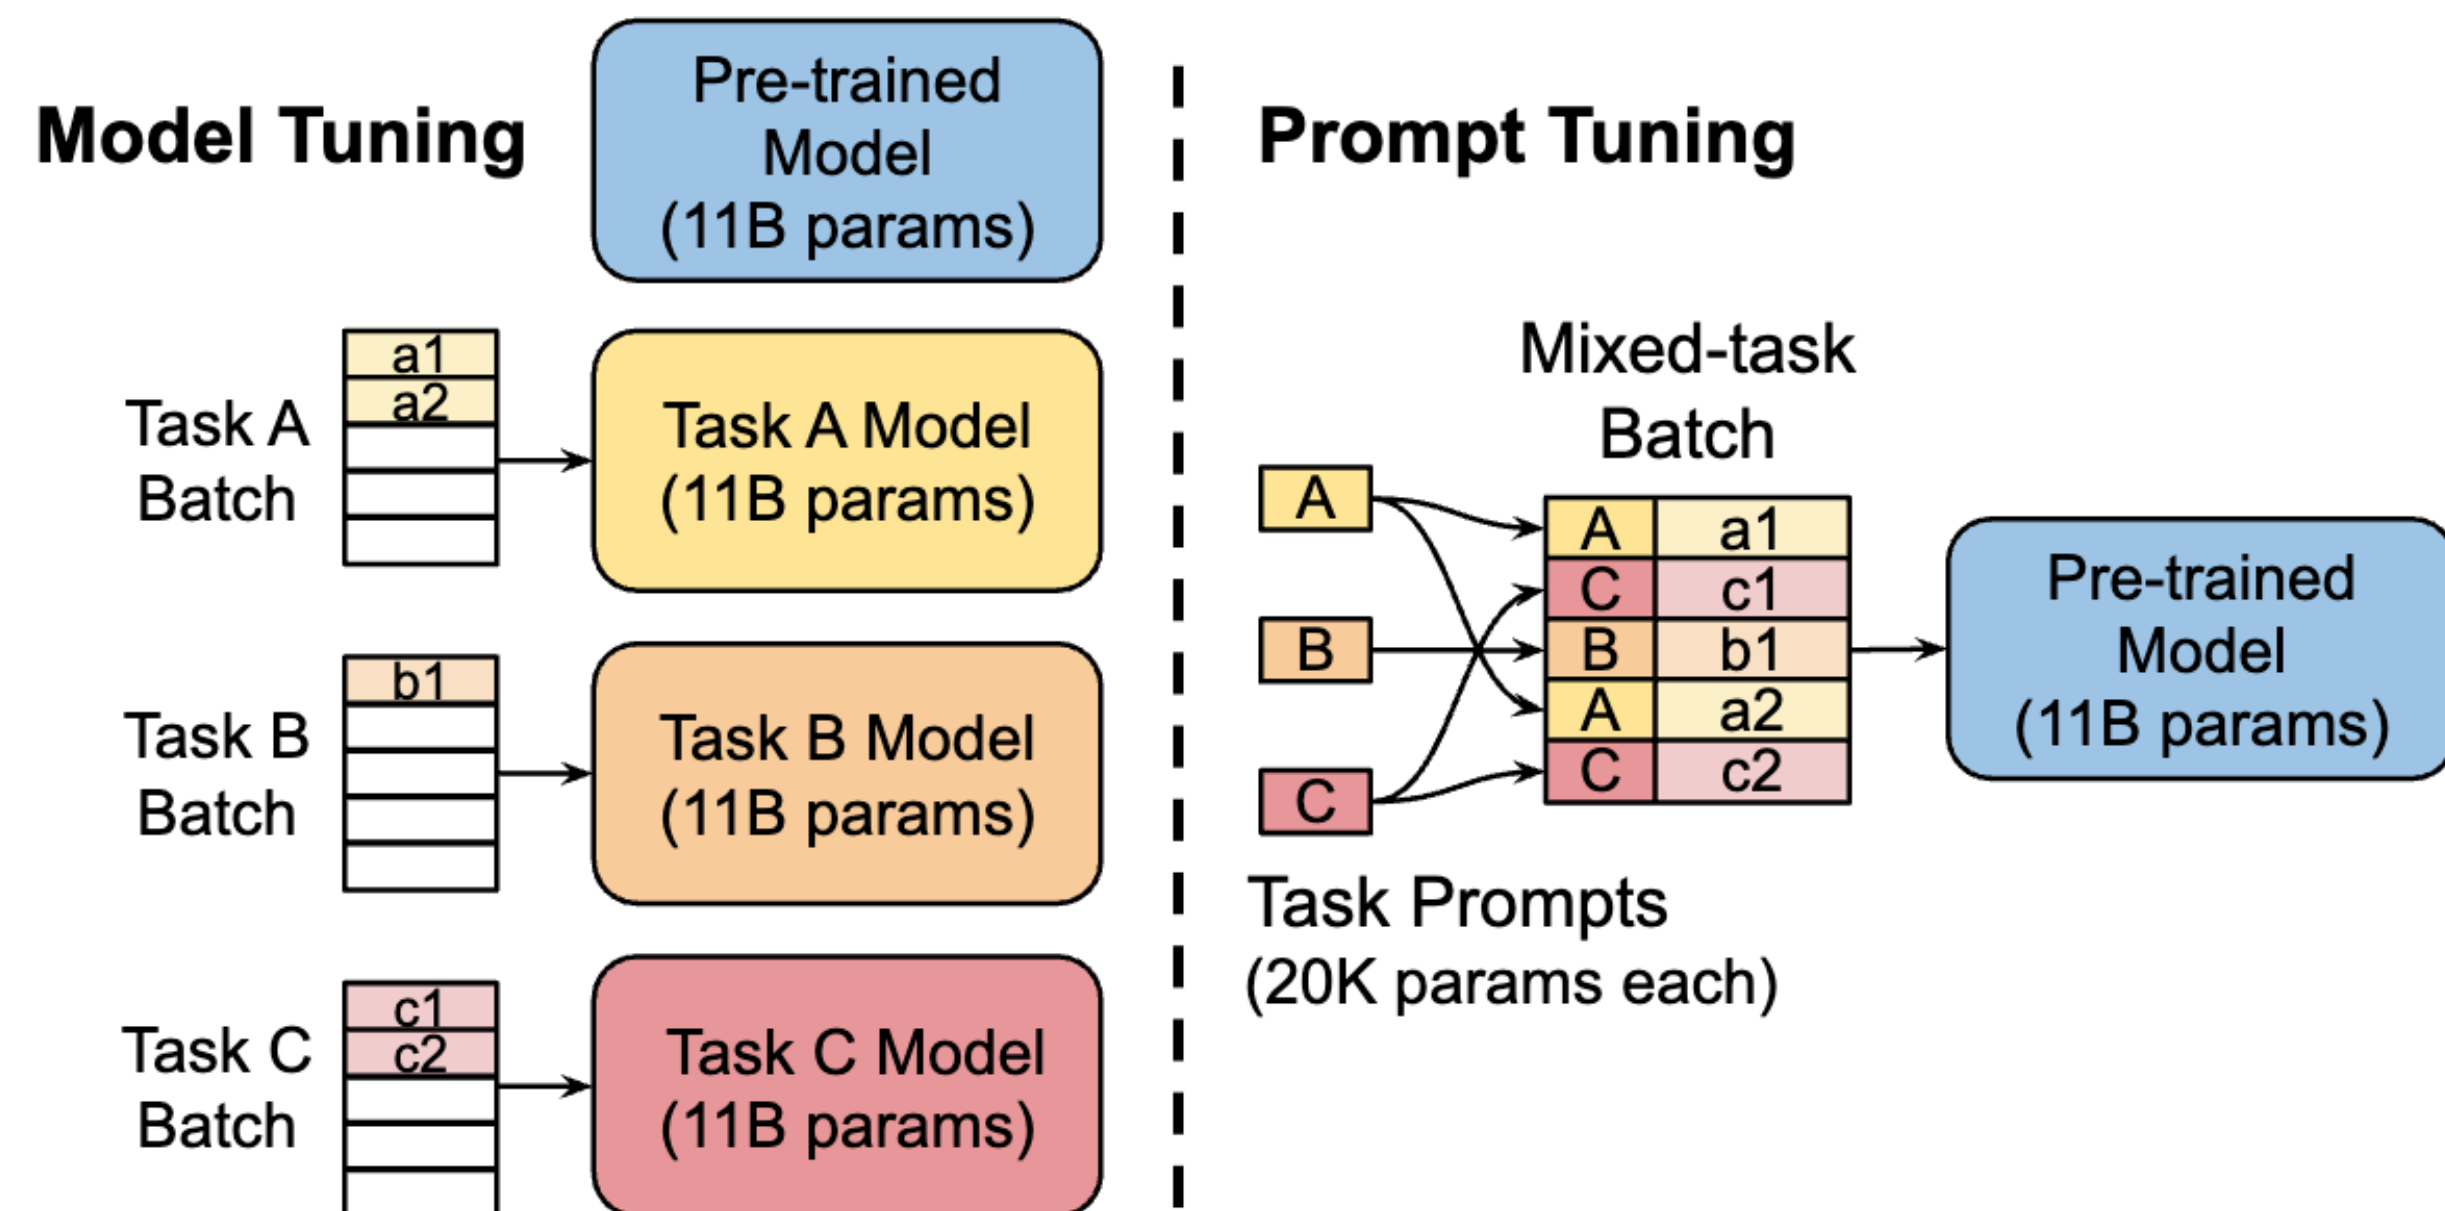 Model Tuning
Pre-trained
Model
(11B params)
Task A
Batch
a1
a2
Task A Model
(11B params)
Task B
Batch
b1
Task B Model
(11B params)
Task C
Batch
c1
c2
Task C Model
(11B params)
Prompt Tuning
Mixed-task
Batch
A
B
C
A a1
C c1
B b1
A a2
C c2
Task Prompts
(20K params each)
Pre-trained
Model
(11B params)